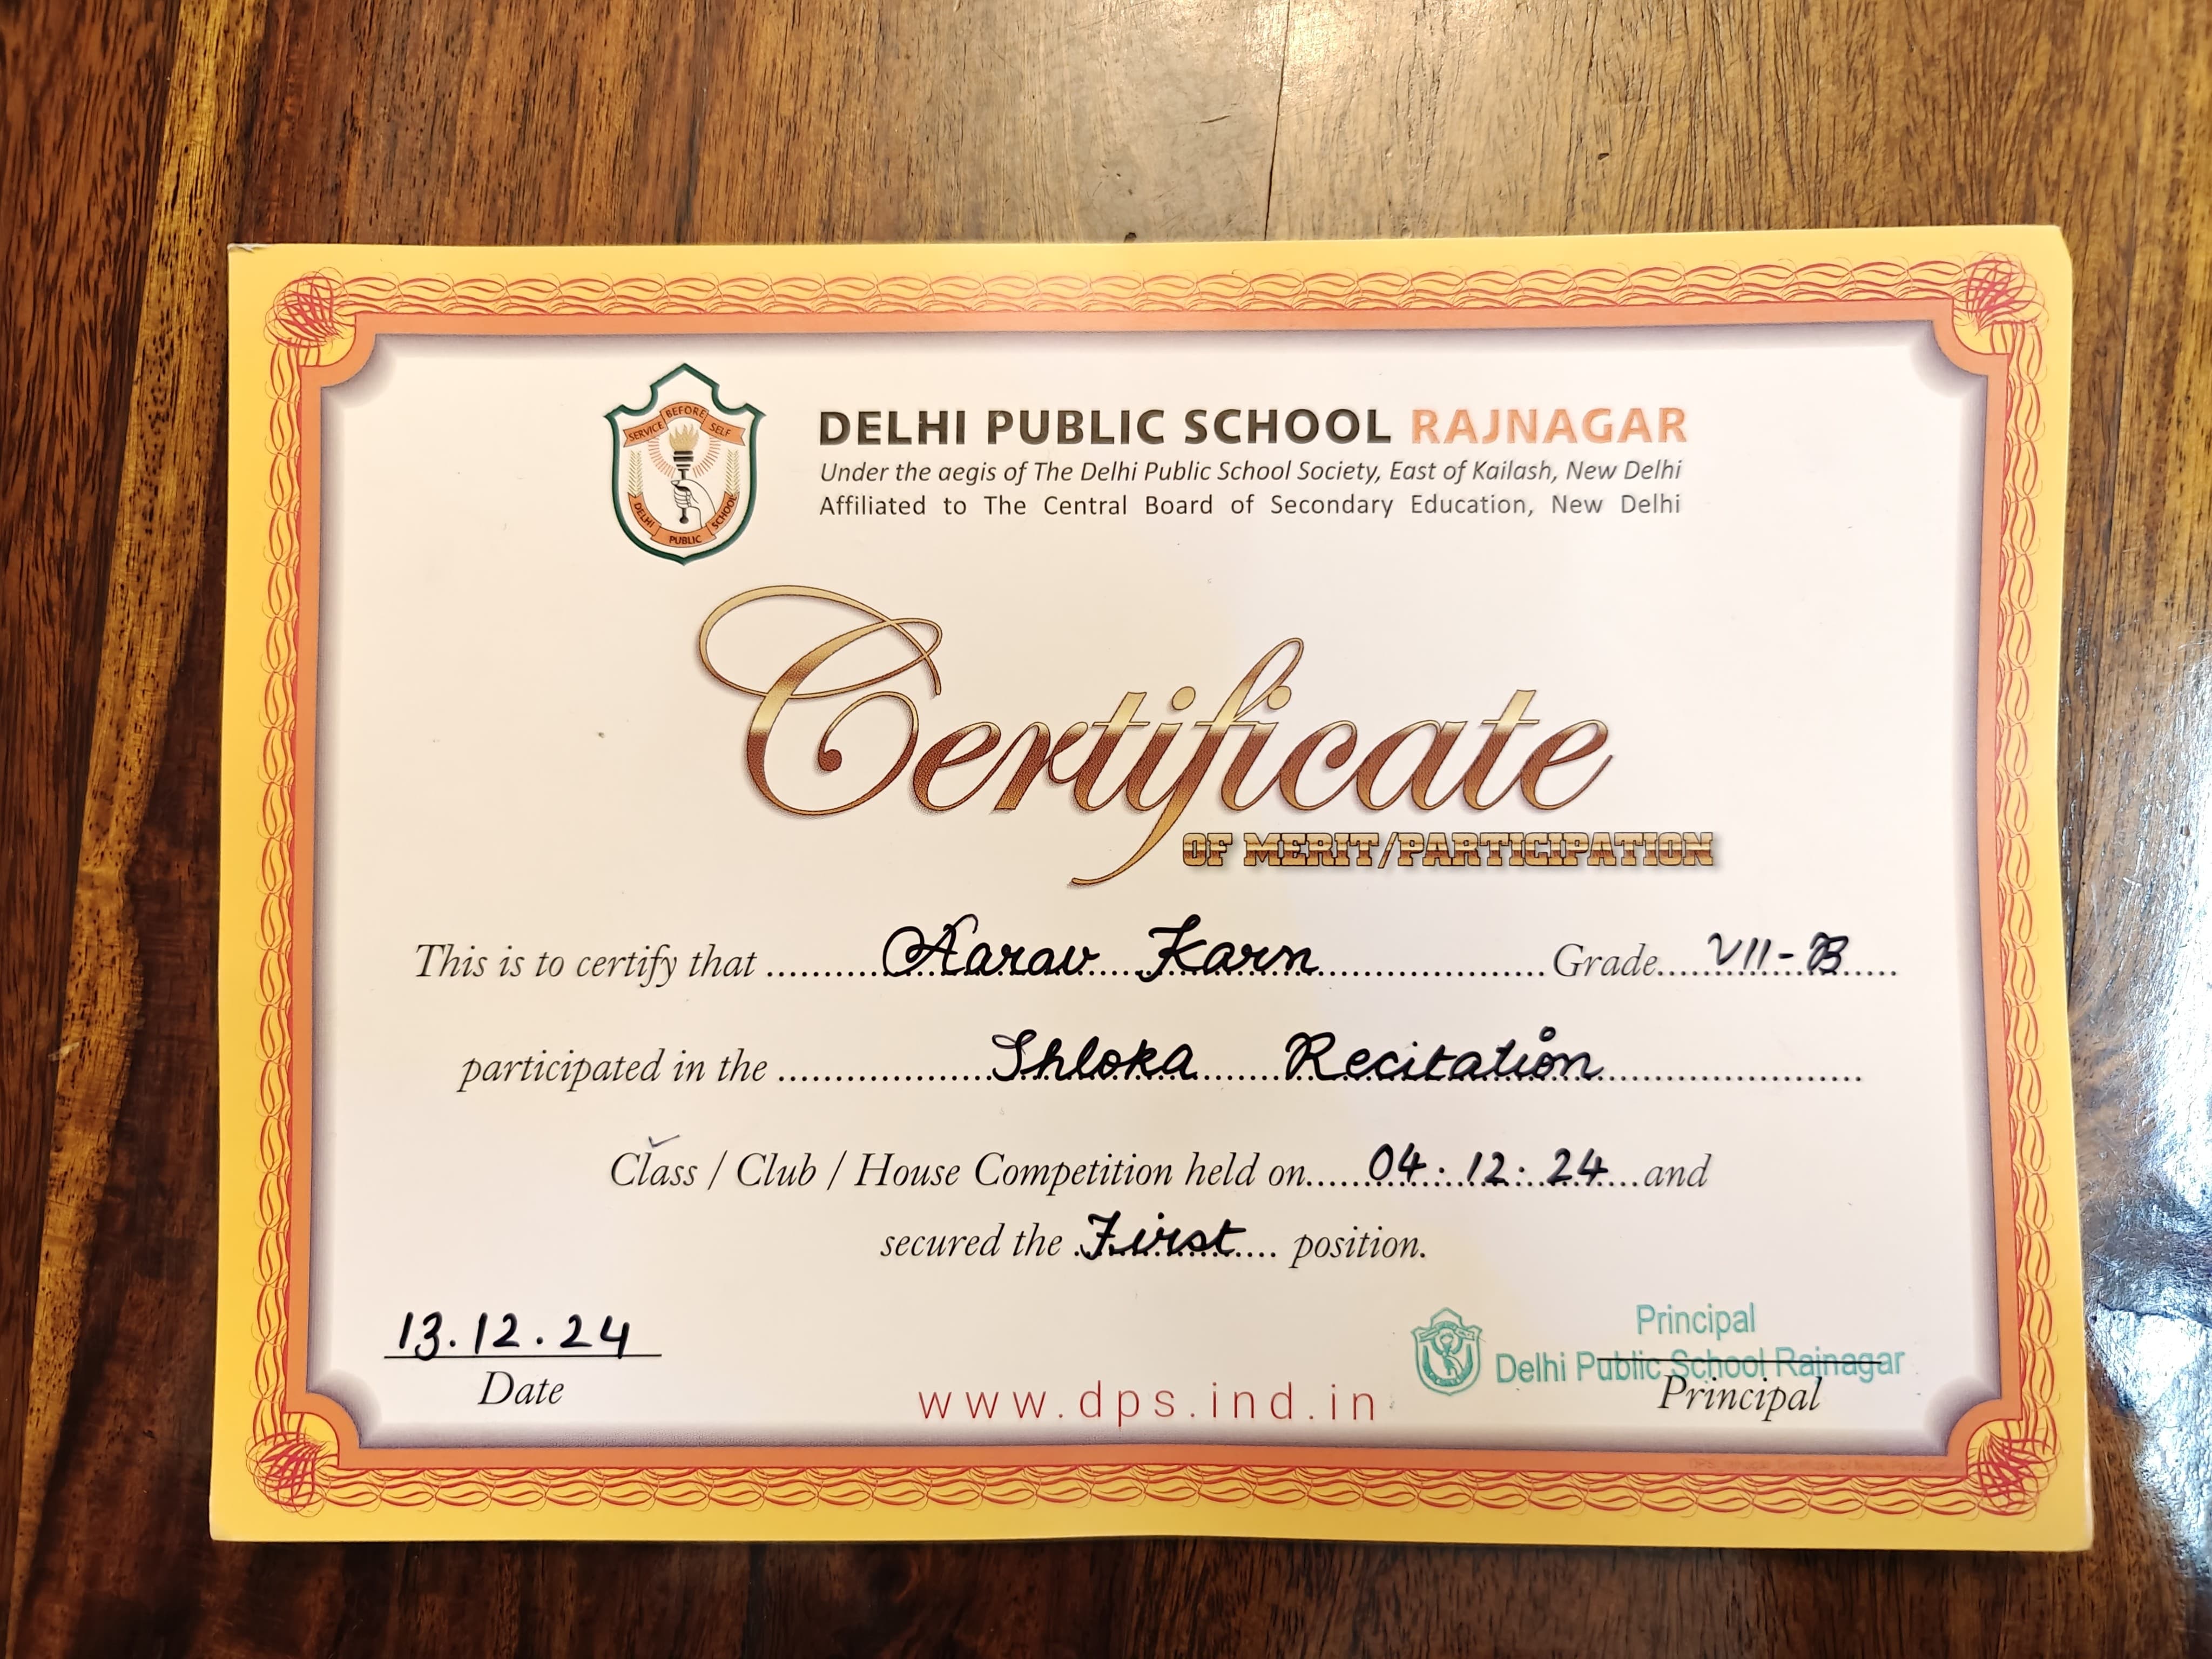 SERVICE BEFORE SELF
DELHI PUBLIC SCHOOL
DELHI PUBLIC SCHOOL RAJNAGAR
Under the aegis of The Delhi Public School Society, East of Kailash, New Delhi
Affiliated to The Central Board of Secondary Education, New Delhi
Certificate
OF MERIT/PARTICIPATION
This is to certify that Aarav Karn Grade VII-B
participated in the Shloka Recitation
Class / Club / House Competition held on 04:12:24 and
secured the First position.
13.12.24
Date
www.dps.ind.in
Principal
Delhi Public School Rajnagar
Principal